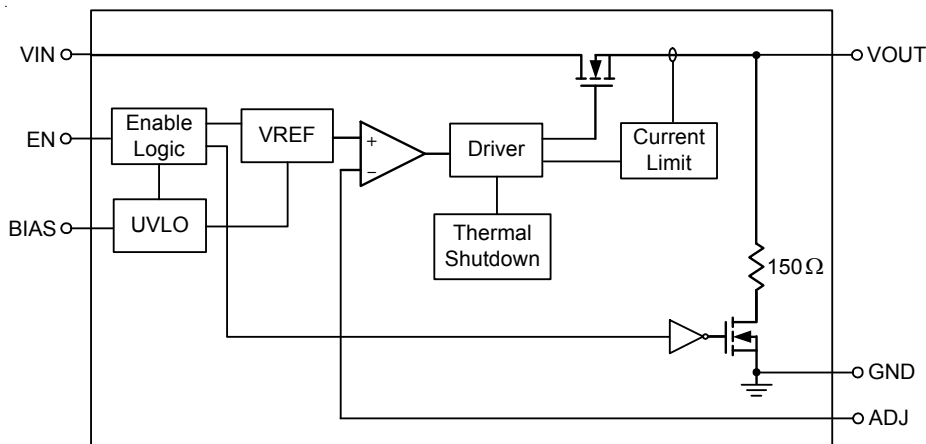 VIN
VOUT
EN
Enable
Logic
VREF
+
−
Driver
Current
Limit
BIAS
UVLO
Thermal
Shutdown
150Ω
GND
ADJ